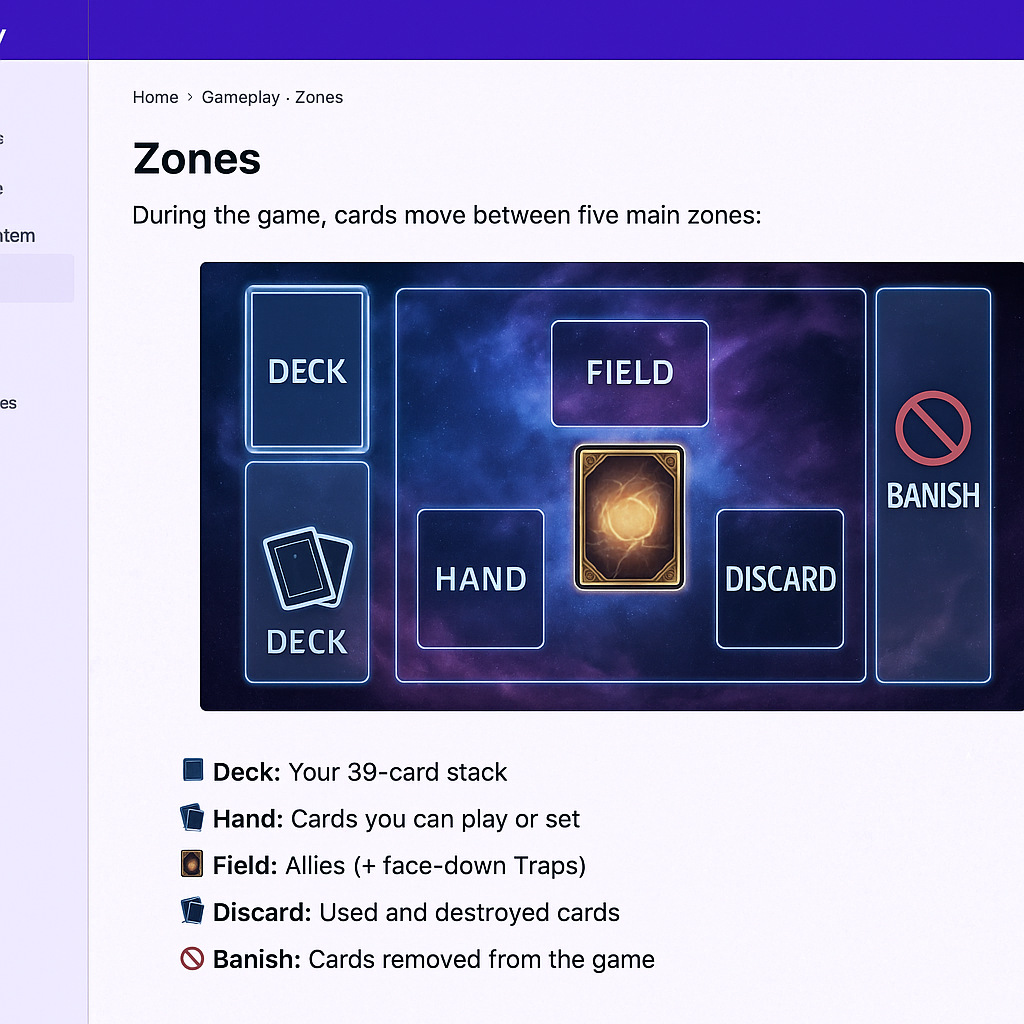 Home › Gameplay · Zones
Zones
During the game, cards move between five main zones:
DECK
FIELD
BANISH
HAND
DISCARD
DECK
Deck: Your 39-card stack
Hand: Cards you can play or set
Field: Allies (+ face-down Traps)
Discard: Used and destroyed cards
Banish: Cards removed from the game